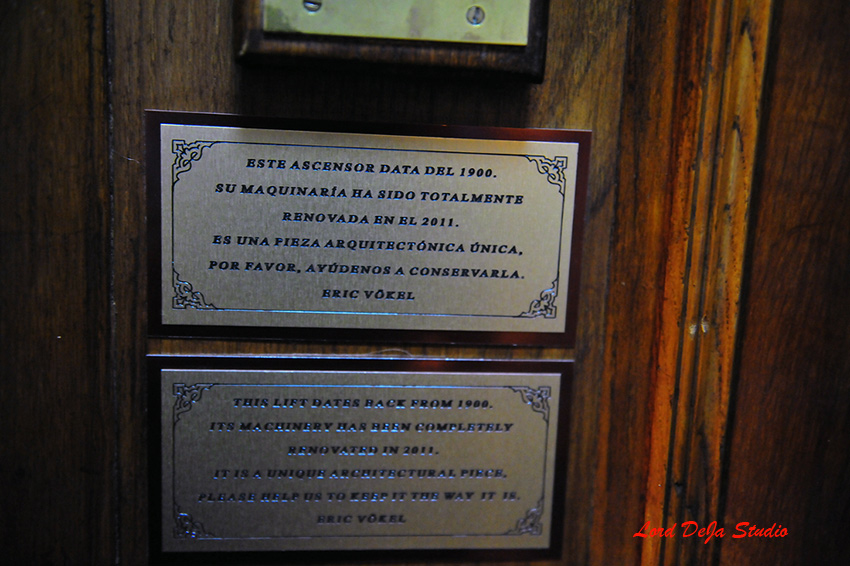 ESTE ASCENSOR DATA DEL 1900.
SU MAQUINARÍA HA SIDO TOTALMENTE
RENOVADA EN EL 2011.
ES UNA PIEZA ARQUITECTÓNICA ÚNICA,
POR FAVOR, AYÚDENOS A CONSERVARLA.
ERIC VÖKEL
THIS LIFT DATES BACK FROM 1900.
ITS MACHINERY HAS BEEN COMPLETELY
RENOVATED IN 2011.
IT IS A UNIQUE ARCHITECTURAL PIECE,
PLEASE HELP US TO KEEP IT THE WAY IT IS.
ERIC VÖKEL
Lord DeJa Studio